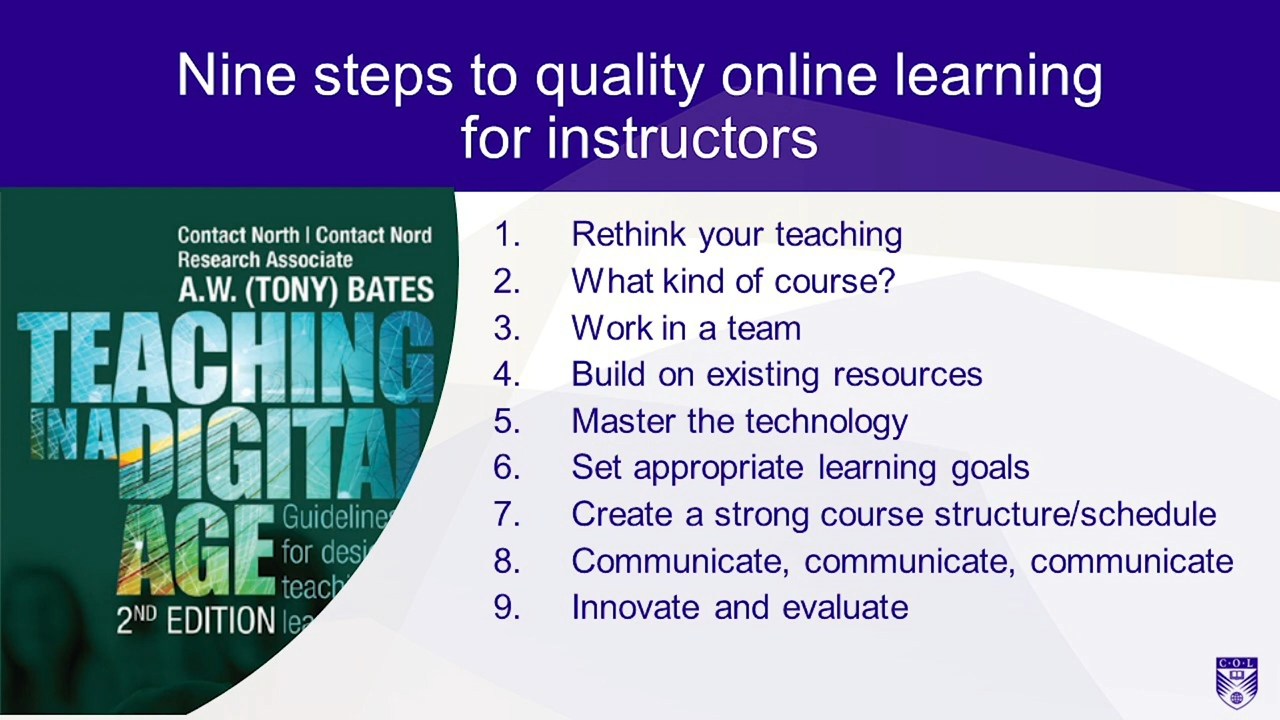 Nine steps to quality online learning
for instructors
Contact North | Contact Nord
Research Associate
A.W. (TONY) BATES
TEACHING
IN A DIGITAL
AGE
Guidelines
for
2ND EDITION
1. Rethink your teaching
2. What kind of course?
3. Work in a team
4. Build on existing resources
5. Master the technology
6. Set appropriate learning goals
7. Create a strong course structure/schedule
8. Communicate, communicate, communicate
9. Innovate and evaluate
C·O·L